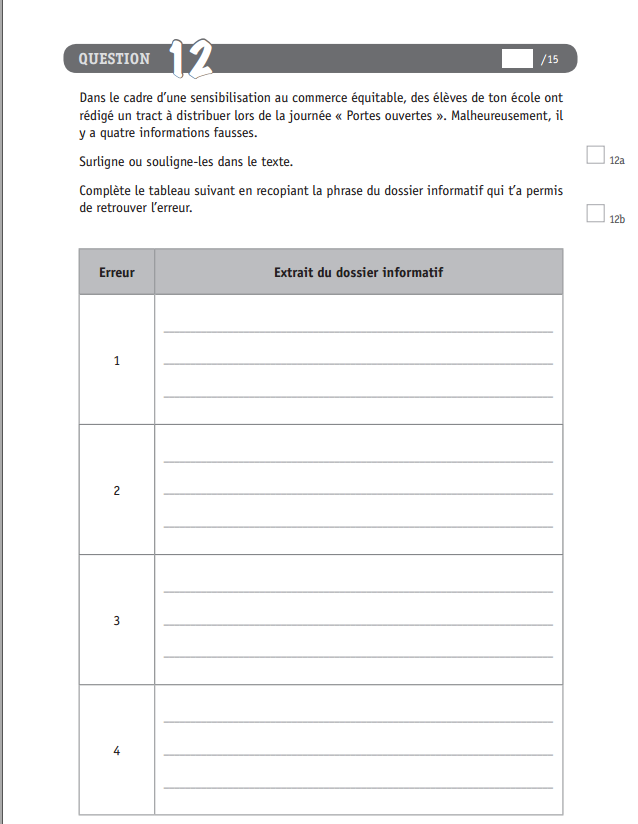 QUESTION 12 /15
Dans le cadre d'une sensibilisation au commerce équitable, des élèves de ton école ont
rédigé un tract à distribuer lors de la journée « Portes ouvertes ». Malheureusement, il
y a quatre informations fausses.
Surligne ou souligne-les dans le texte.
12a
Complète le tableau suivant en recopiant la phrase du dossier informatif qui t'a permis
de retrouver l'erreur.
12b
Erreur Extrait du dossier informatif
1
2
3
4